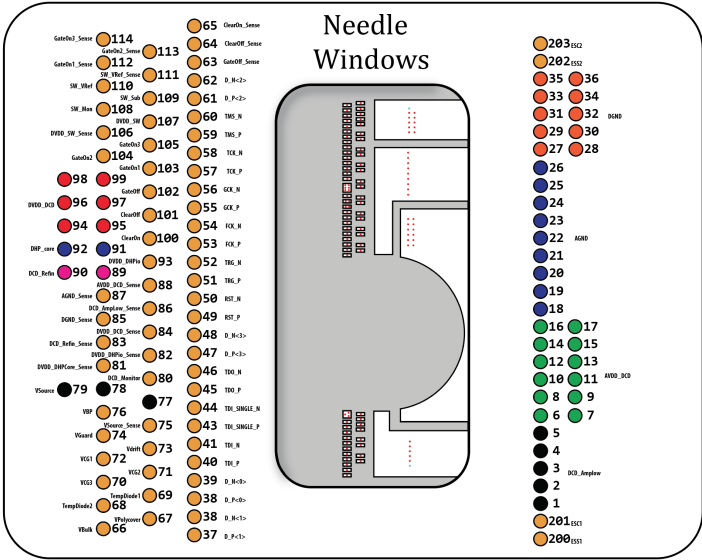 Needle
Windows
65 ClearOn_Sense
64 ClearOff_Sense
63 GateOff_Sense
62 D_N<2>
61 D_P<2>
60 TMS_N
59 TMS_P
58 TCK_N
57 TCK_P
56 GCK_N
55 GCK_P
54 FCK_N
53 FCK_P
52 TRG_N
51 TRG_P
50 RST_N
49 RST_P
48 D_N<3>
47 D_P<3>
46 TDO_N
45 TDO_P
44 TDI_SINGLE_N
43 TDI_SINGLE_P
41 TDI_N
40 TDI_P
39 D_N<0>
38 D_P<0>
38 D_N<1>
37 D_P<1>
GateOn3_Sense 114
GateOn2_Sense 113
GateOn1_Sense 112
SW_VRef_Sense 111
SW_VRef 110
SW_Sub 109
SW_Mon 108
DVDD_SW 107
DVDD_SW_Sense 106
GateOn3 105
GateOn2 104
GateOn1 103
98 99
GateOff 102
DVDD_DCD 96 97
ClearOff 101
94 95
ClearOn 100
DHP_core 92 91
DVDD_DHPio 93
DCD_Refin 90 89
AVDD_DCD_Sense 88
AGND_Sense 87
DCD_AmpLow_Sense 86
DGND_Sense 85
DVDD_DCD_Sense 84
DCD_Refin_Sense 83
DVDD_DHPio_Sense 82
DVDD_DHPCore_Sense 81
DCD_Monitor 80
VSource 79 78
77
VBP 76
VSource_Sense 75
VGuard 74
Vdrift 73
VCG1 72
VCG2 71
VCG3 70
TempDiode1 69
TempDiode2 68
VPolycover 67
VBulk 66
203 ESC2
202 ESS2
35 36
33 34
31 32 DGND
29 30
27 28
26
25
24
23
22 AGND
21
20
19
18
16 17
14 15
12 13
10 11 AVDD_DCD
8 9
6 7
5
4
3 DCD_Amplow
2
1
201 ESC1
200 ESS1